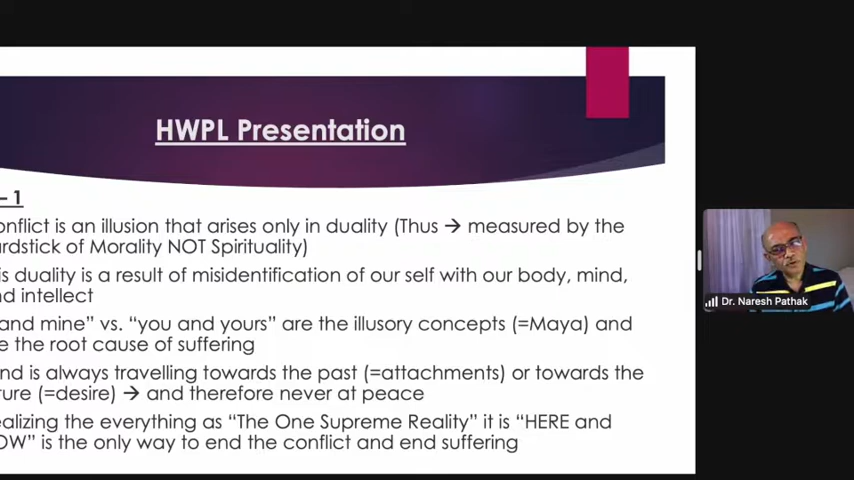 HWPL Presentation
– 1
onflict is an illusion that arises only in duality (Thus → measured by the
ardstick of Morality NOT Spirituality)
is duality is a result of misidentification of our self with our body, mind,
nd intellect
and mine” vs. “you and yours” are the illusory concepts (=Maya) and
e the root cause of suffering
nd is always travelling towards the past (=attachments) or towards the
ture (=desire) → and therefore never at peace
ealizing the everything as “The One Supreme Reality” it is “HERE and
OW” is the only way to end the conflict and end suffering
Dr. Naresh Pathak